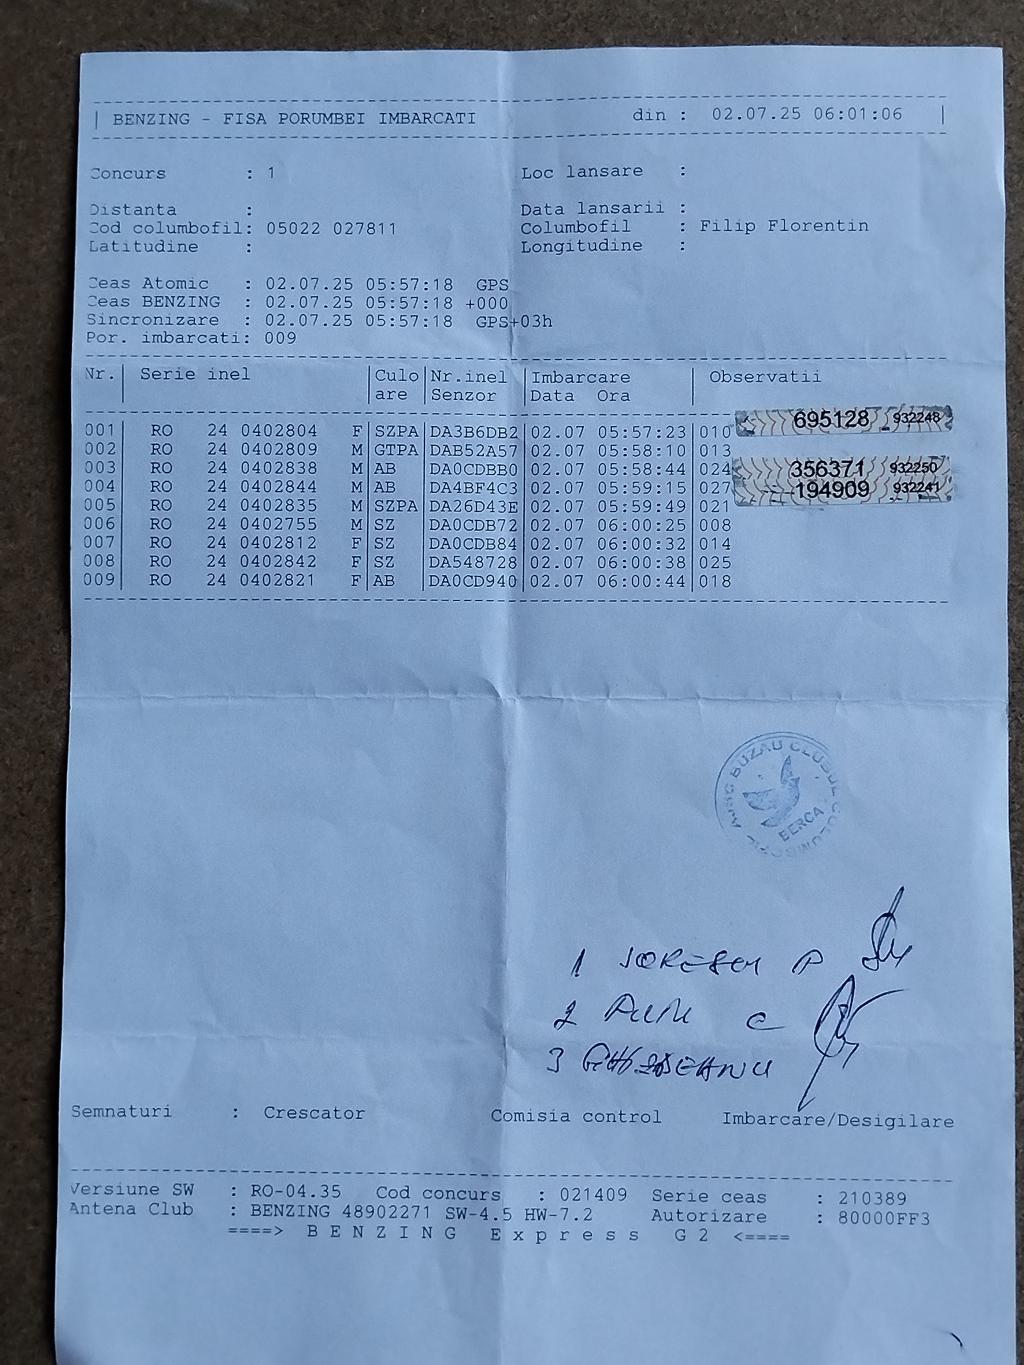 | BENZING - FISA PORUMBEI IMBARCATI din : 02.07.25 06:01:06 |
Concurs : 1 Loc lansare :
Distanta : Data lansarii :
Cod columbofil: 05022 027811 Columbofil : Filip Florentin
Latitudine : Longitudine :
Ceas Atomic : 02.07.25 05:57:18 GPS
Ceas BENZING : 02.07.25 05:57:18 +000
Sincronizare : 02.07.25 05:57:18 GPS+03h
Por. imbarcati: 009
Nr.| Serie inel |Culo|Nr.inel |Imbarcare | Observatii
are |Senzor |Data Ora
001 RO 24 0402804 F SZPA DA3B6DB2 02.07 05:57:23 010 695128 932248
002 RO 24 0402809 M GTPA DAB52A57 02.07 05:58:10 013
003 RO 24 0402838 M AB DA0CDBB0 02.07 05:58:44 024 356371 932250
004 RO 24 0402844 M AB DA4BF4C3 02.07 05:59:15 027 194909 932241
005 RO 24 0402835 M SZPA DA26D43E 02.07 05:59:49 021
006 RO 24 0402755 M SZ DA0CDB72 02.07 06:00:25 008
007 RO 24 0402812 F SZ DA0CDB84 02.07 06:00:32 014
008 RO 24 0402842 F SZ DA548728 02.07 06:00:38 025
009 RO 24 0402821 F AB DA0CD940 02.07 06:00:44 018
BUZAU CLUBUL
BERCA
1
2 C
3
Semnaturi : Crescator Comisia control Imbarcare/Desigilare
Versiune SW : RO-04.35 Cod concurs : 021409 Serie ceas : 210389
Antena Club : BENZING 48902271 SW-4.5 HW-7.2 Autorizare : 80000FF3
====> B E N Z I N G E x p r e s s G 2 <====